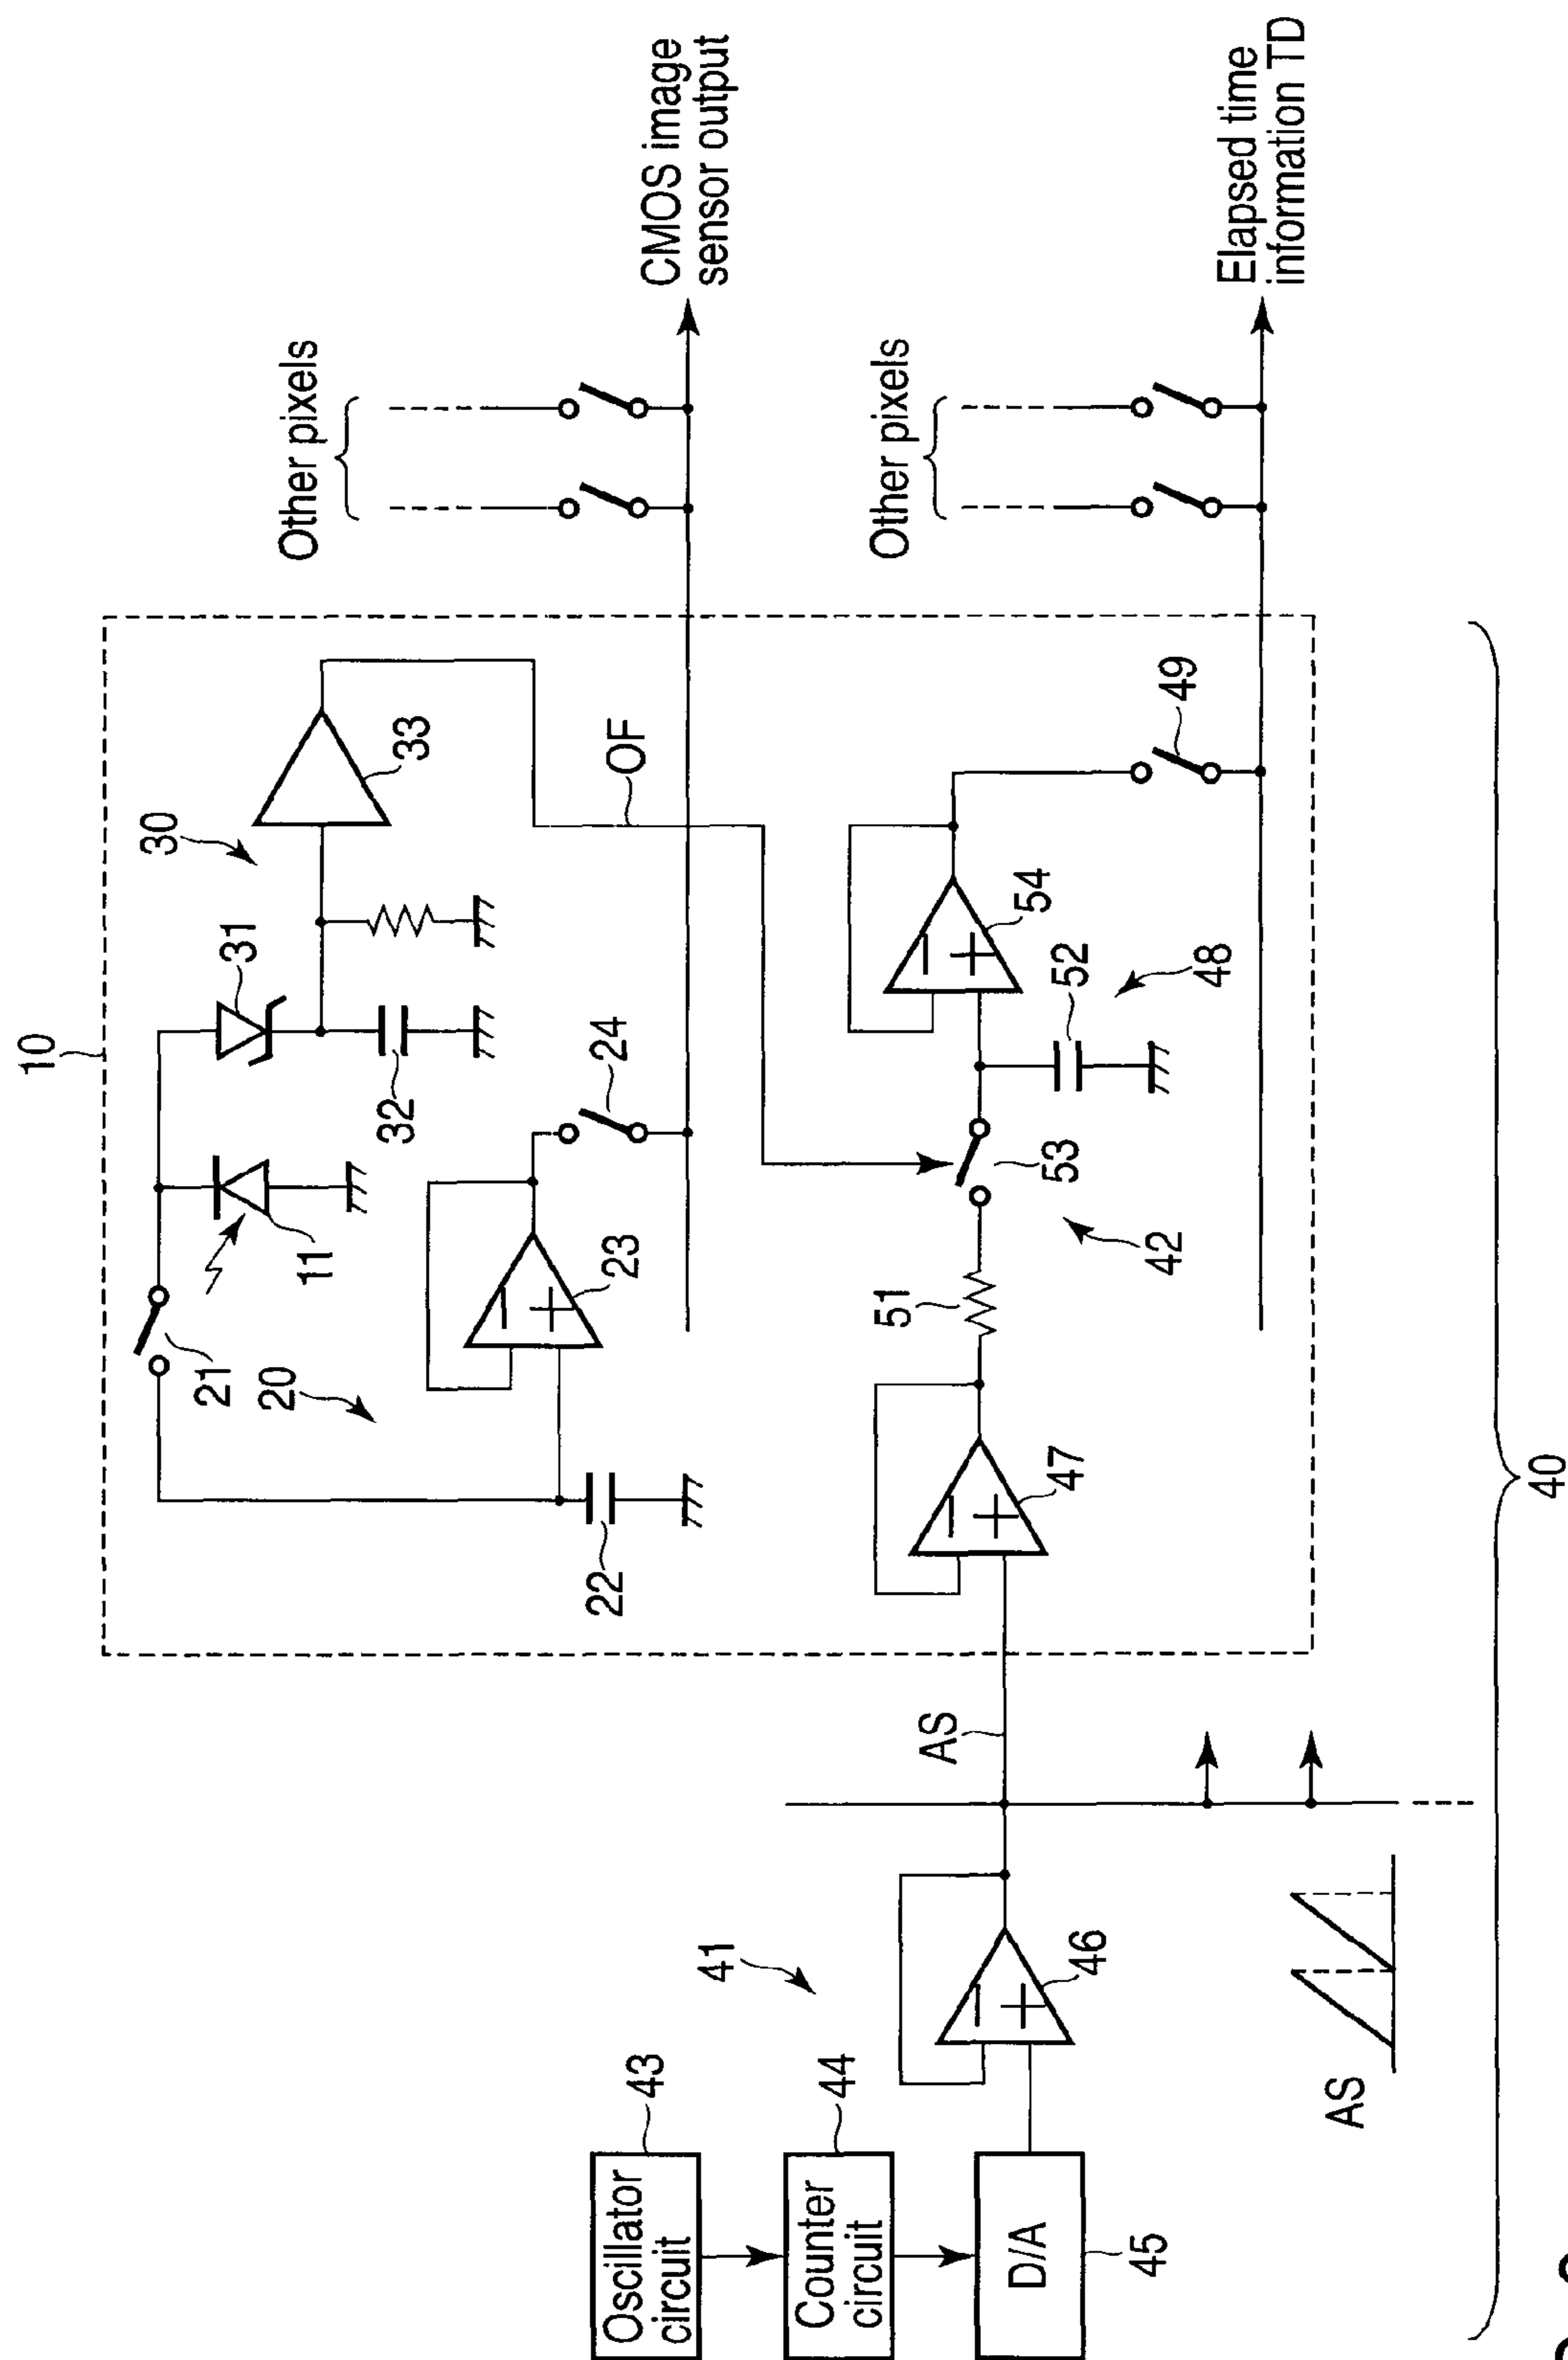 10
30
31
32
33
11
21
20
22
23
24
OF
Other pixels
CMOS image
sensor output
Other pixels
Elapsed time
information TD
Oscillator
circuit
43
Counter
circuit
44
D/A
45
41
46
AS
AS
47
51
42
53
52
48
54
49
40